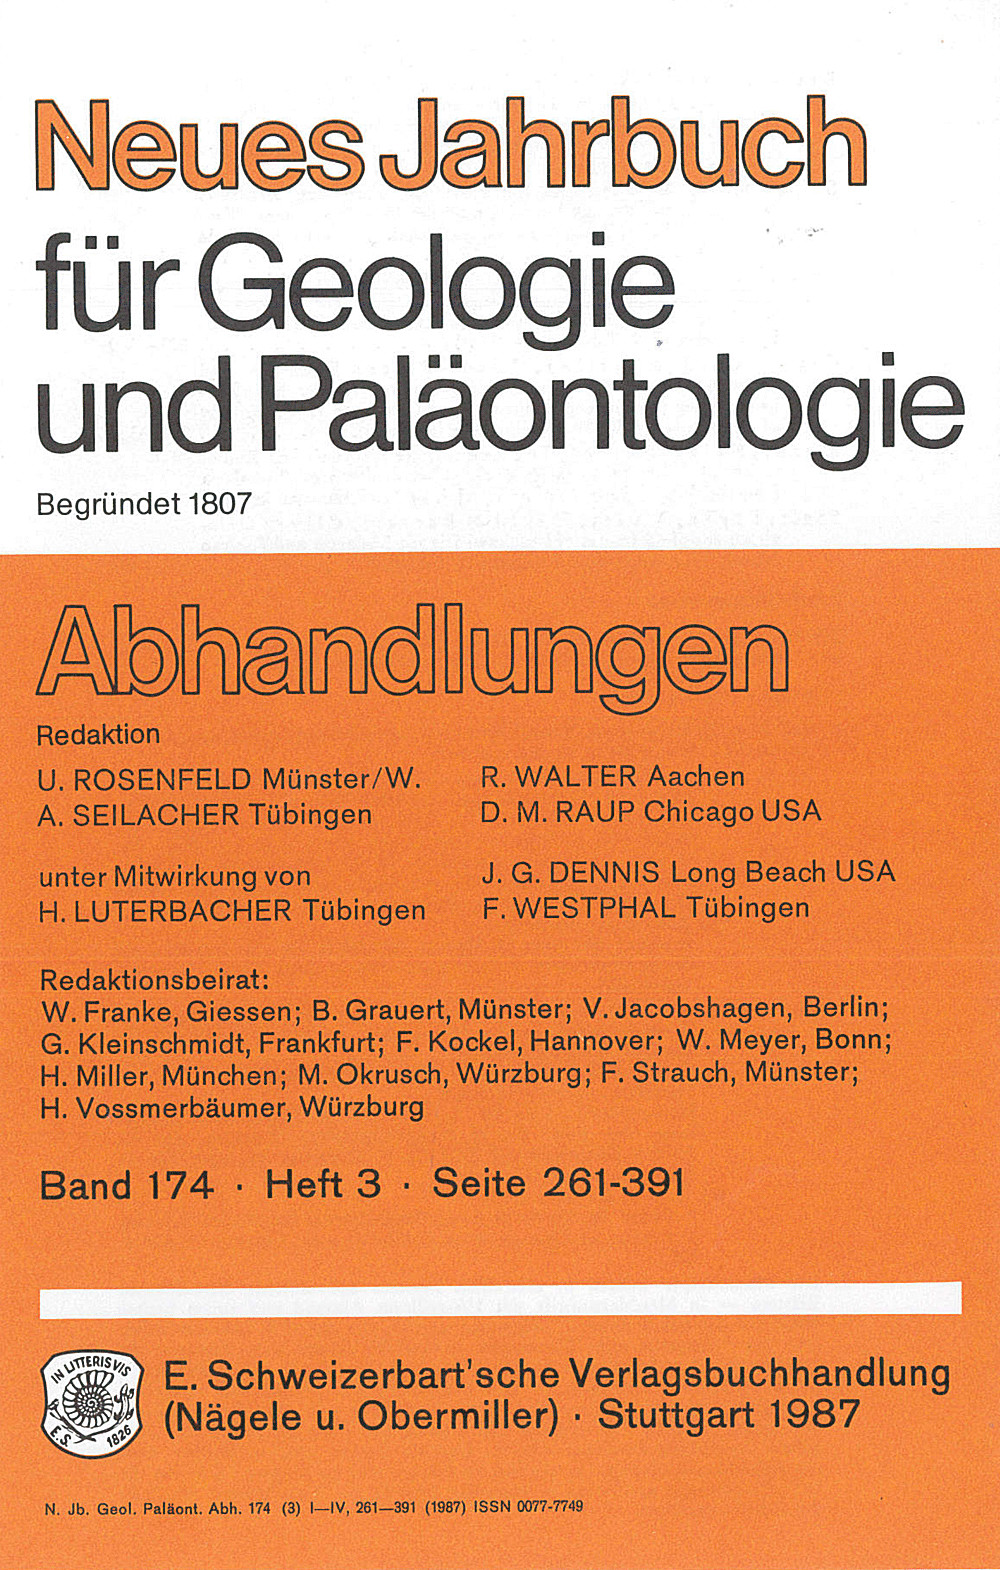 Neues Jahrbuch
für Geologie
und Paläontologie
Begründet 1807
Abhandlungen
Redaktion
U. ROSENFELD Münster/W.
A. SEILACHER Tübingen
R. WALTER Aachen
D. M. RAUP Chicago USA
unter Mitwirkung von
H. LUTERBACHER Tübingen
J. G. DENNIS Long Beach USA
F. WESTPHAL Tübingen
Redaktionsbeirat:
W. Franke, Giessen; B. Grauert, Münster; V. Jacobshagen, Berlin;
G. Kleinschmidt, Frankfurt; F. Kockel, Hannover; W. Meyer, Bonn;
H. Miller, München; M. Okrusch, Würzburg; F. Strauch, Münster;
H. Vossmerbäumer, Würzburg
Band 174 · Heft 3 · Seite 261-391
IN LITTERIS VIS
E. S.
1826
E. Schweizerbart'sche Verlagsbuchhandlung
(Nägele u. Obermiller) · Stuttgart 1987
N. Jb. Geol. Paläont. Abh. 174 (3) I—IV, 261—391 (1987) ISSN 0077-7749